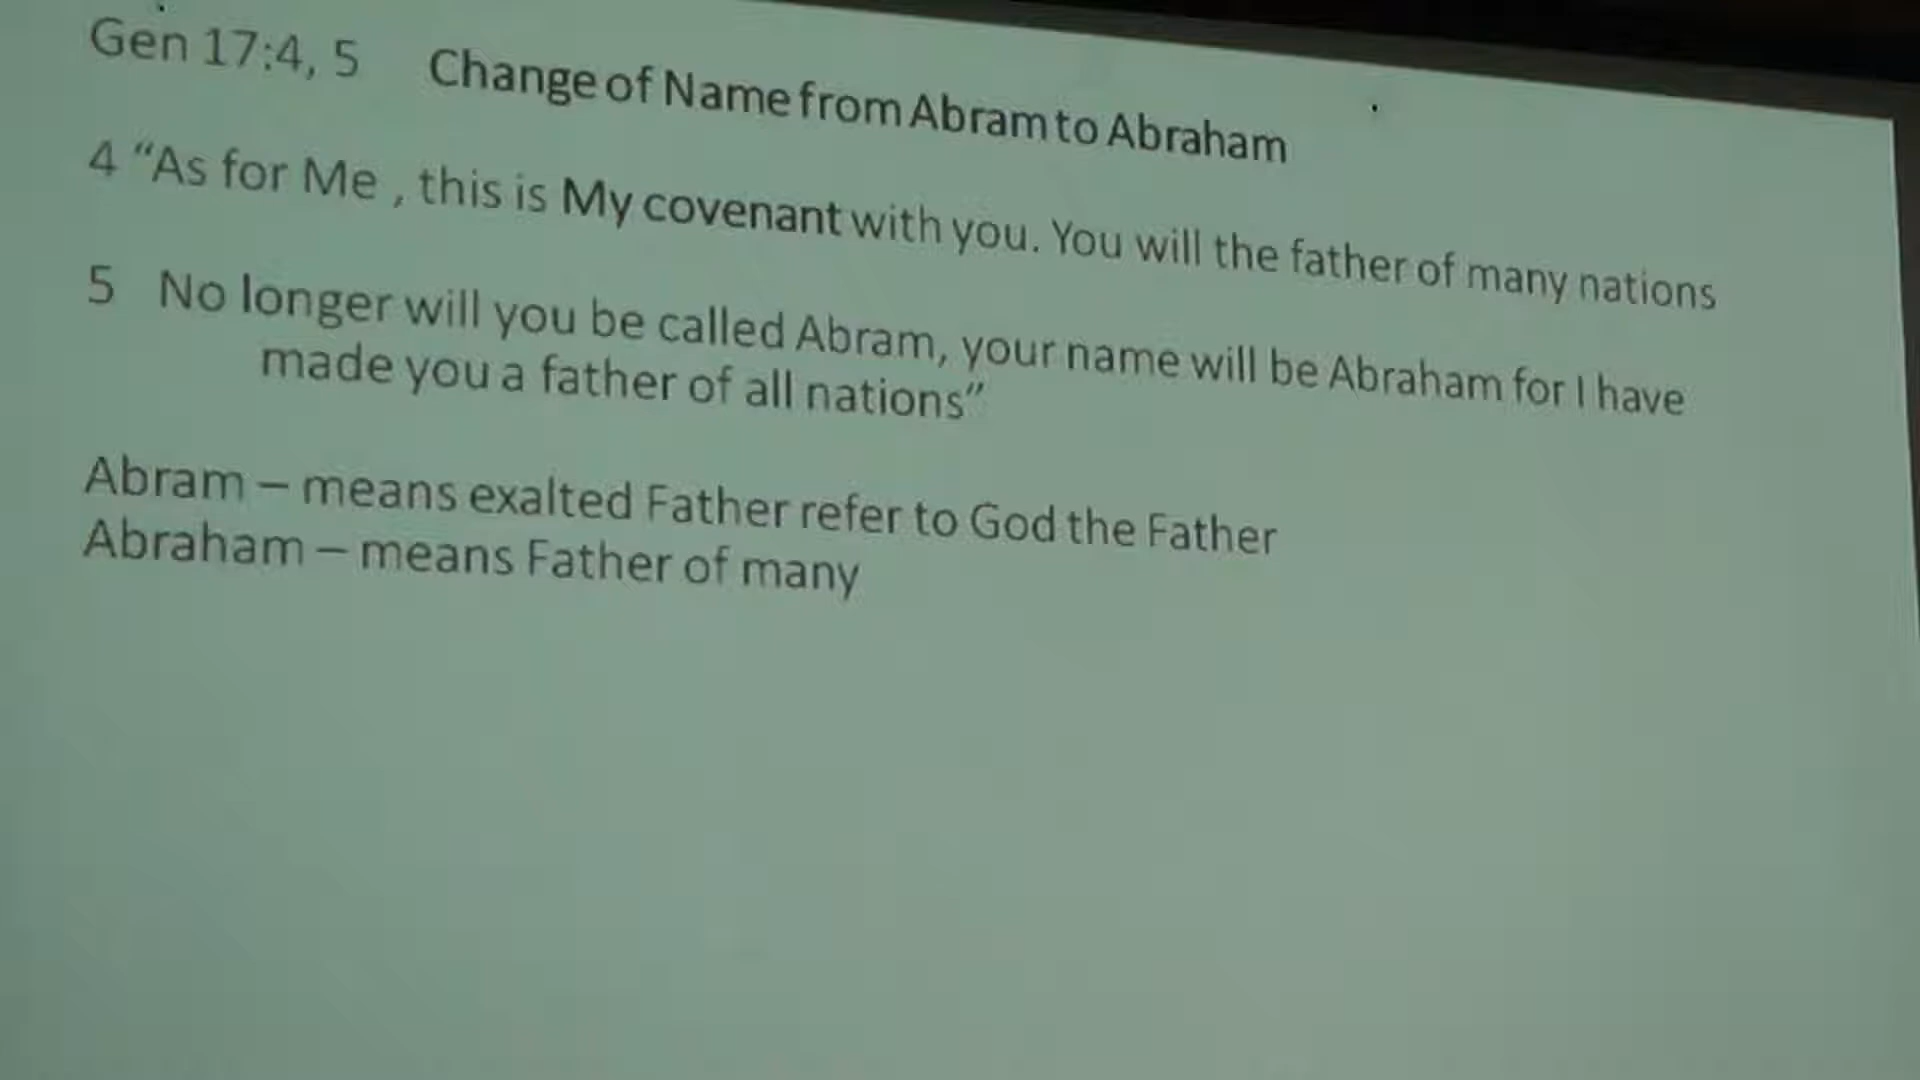 Gen 17:4, 5 Change of Name from Abram to Abraham
4 “As for Me , this is My covenant with you. You will the father of many nations
5 No longer will you be called Abram, your name will be Abraham for I have
made you a father of all nations”
Abram – means exalted Father refer to God the Father
Abraham – means Father of many